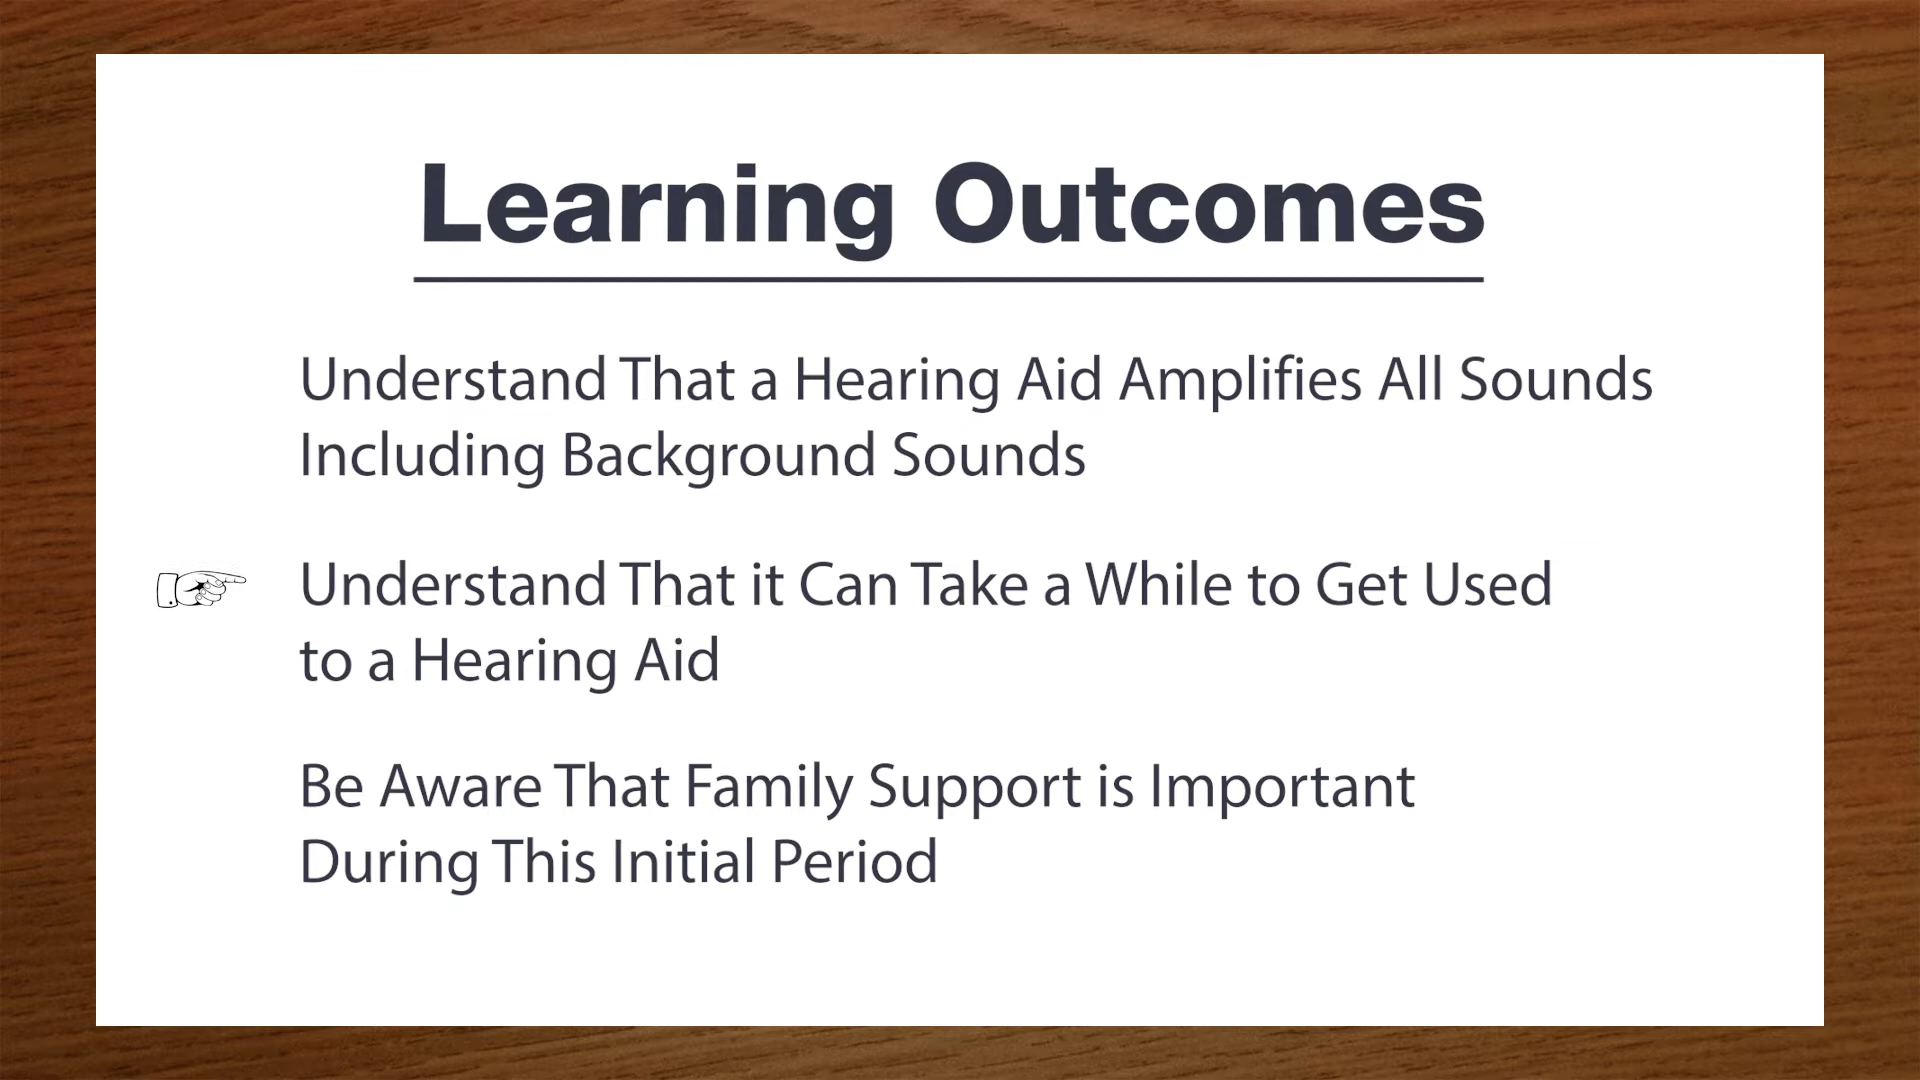 Learning Outcomes
Understand That a Hearing Aid Amplifies All Sounds
Including Background Sounds
Understand That it Can Take a While to Get Used
to a Hearing Aid
Be Aware That Family Support is Important
During This Initial Period